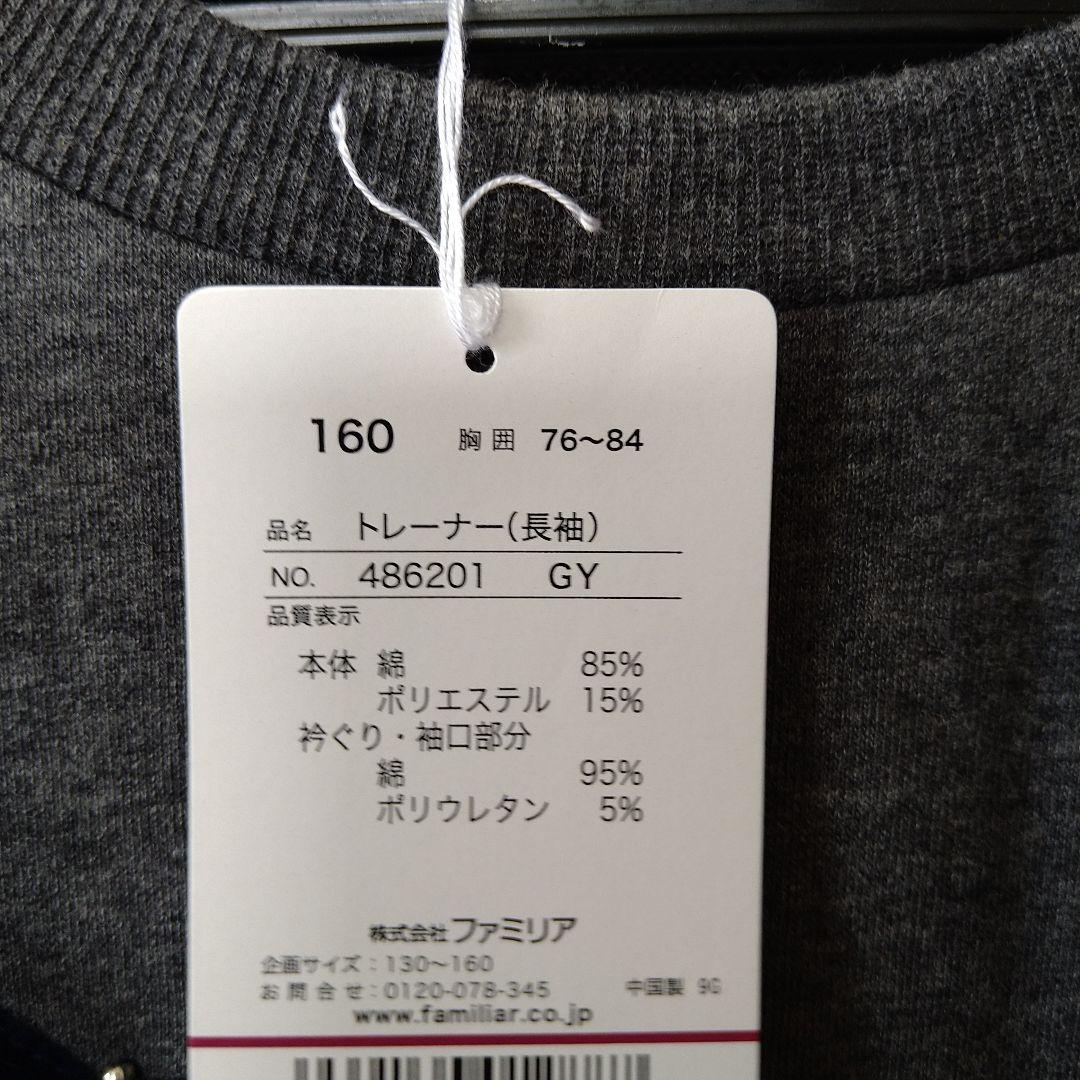 160 胸囲 76～84
品名 トレーナー(長袖)
NO. 486201 GY
品質表示
本体 綿 85%
ポリエステル 15%
衿ぐり・袖口部分
綿 95%
ポリウレタン 5%
株式会社ファミリア
企画サイズ：130～160
お問合せ：0120-078-345 中国製 9G
www.familiar.co.jp